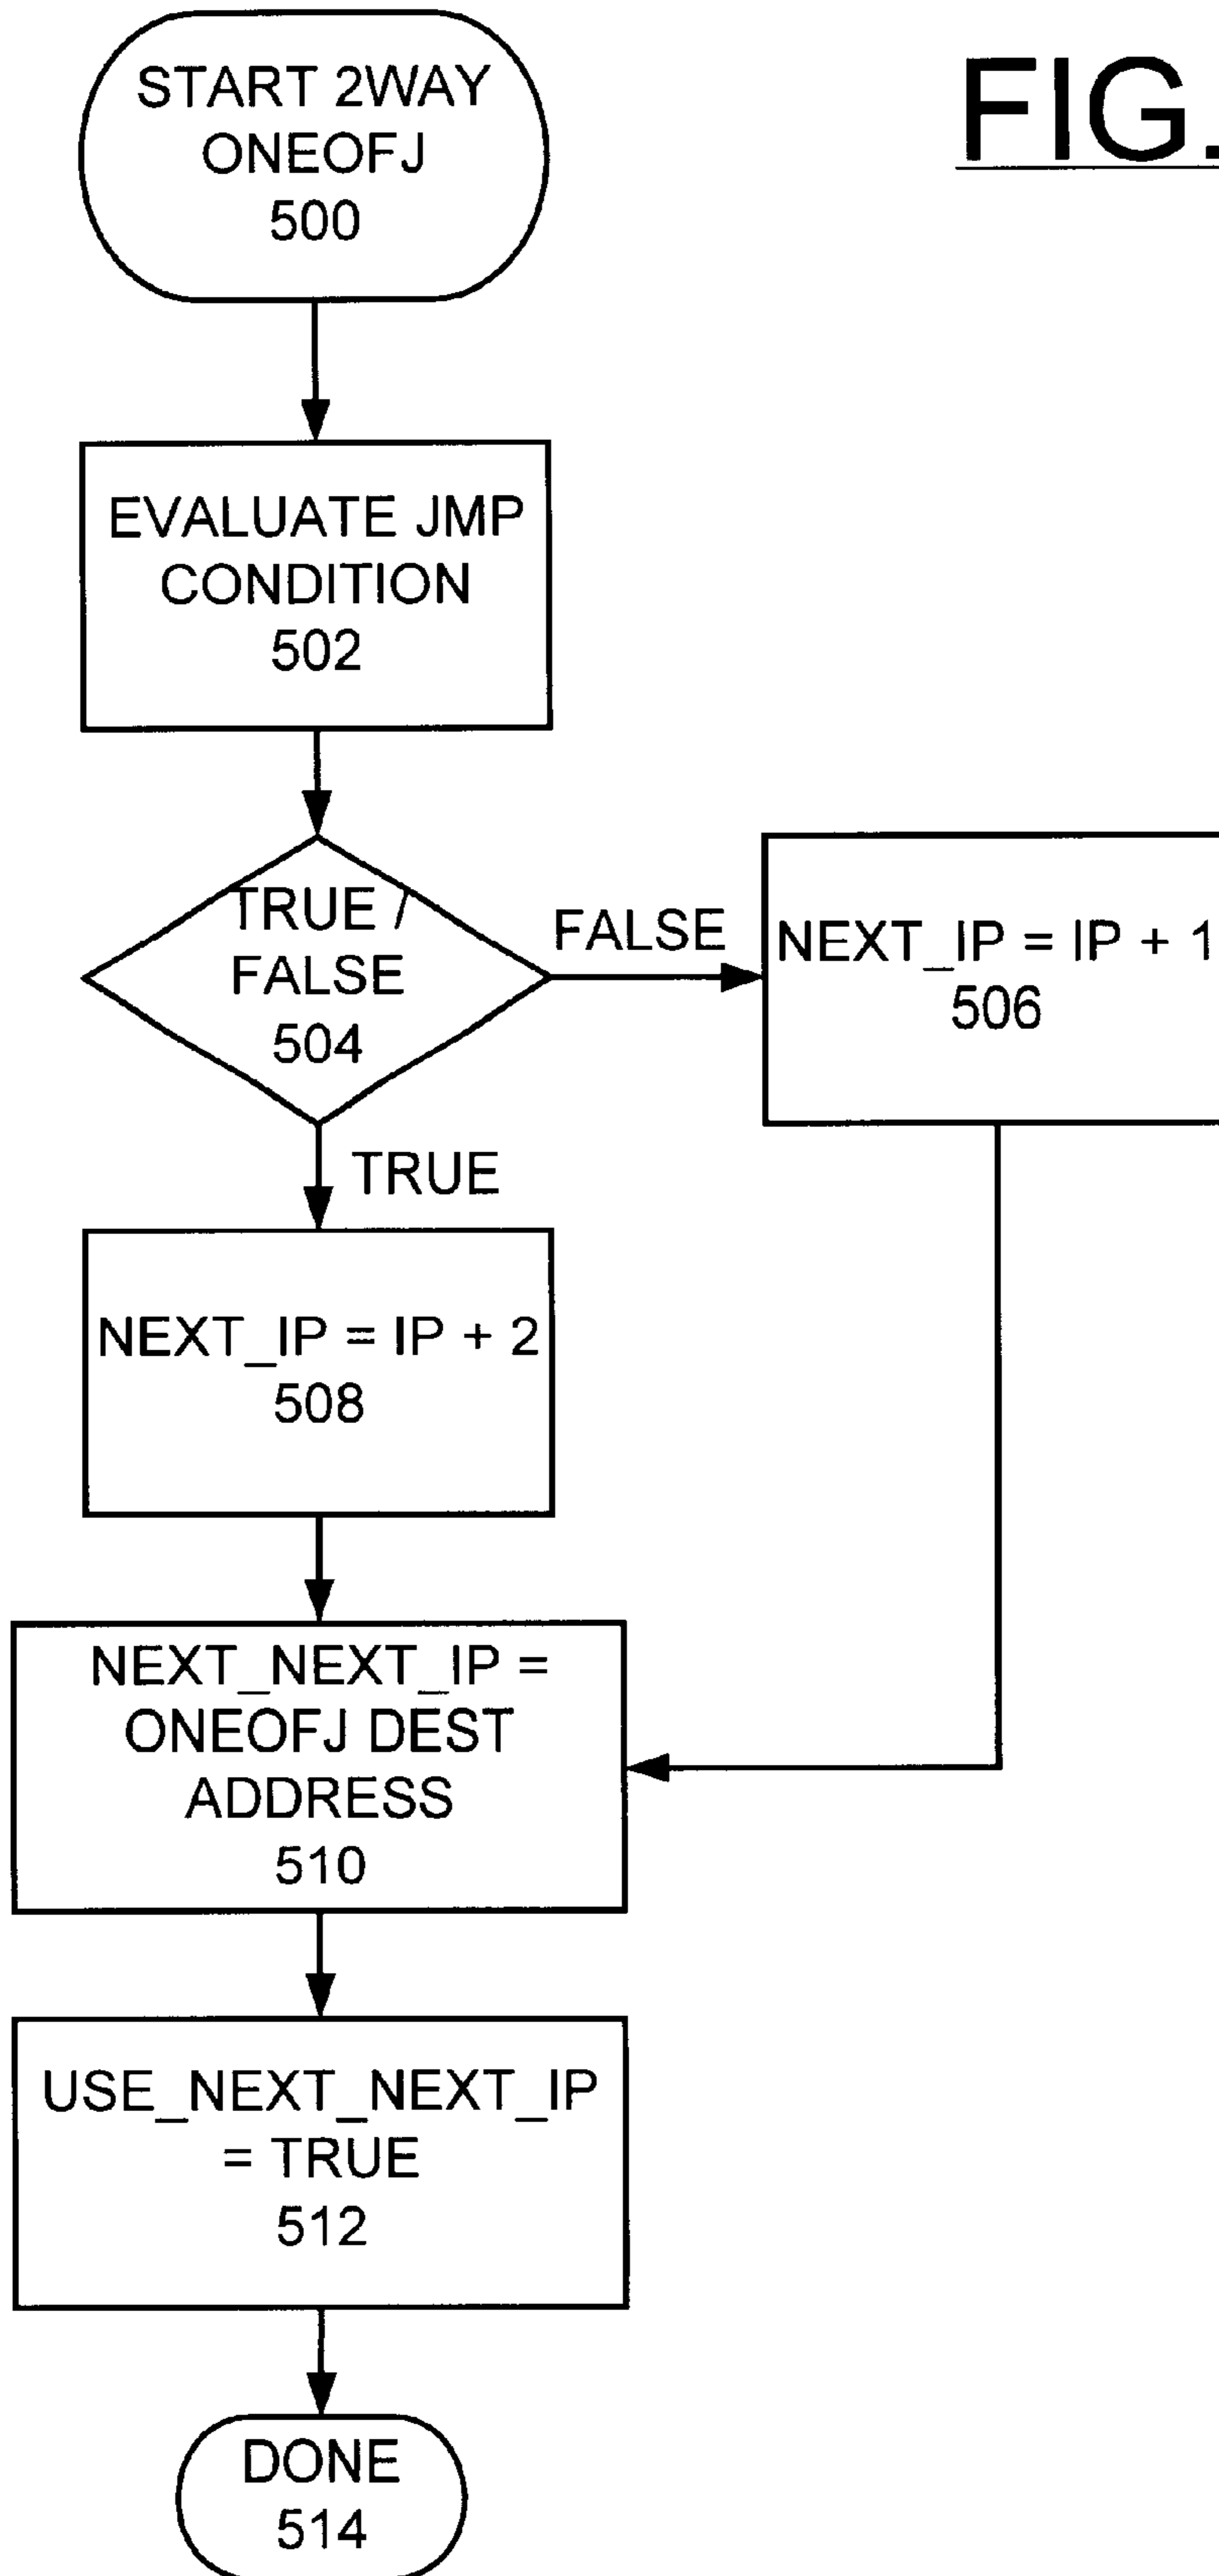 FIG.
START 2WAY
ONEOFJ
500
EVALUATE JMP
CONDITION
502
TRUE /
FALSE
504
FALSE
NEXT_IP = IP + 1
506
TRUE
NEXT_IP = IP + 2
508
NEXT_NEXT_IP =
ONEOFJ DEST
ADDRESS
510
USE_NEXT_NEXT_IP
= TRUE
512
DONE
514